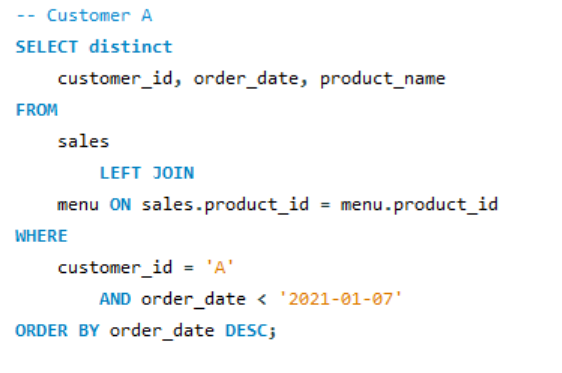 -- Customer A
SELECT distinct
customer_id, order_date, product_name
FROM
sales
LEFT JOIN
menu ON sales.product_id = menu.product_id
WHERE
customer_id = 'A'
AND order_date < '2021-01-07'
ORDER BY order_date DESC;